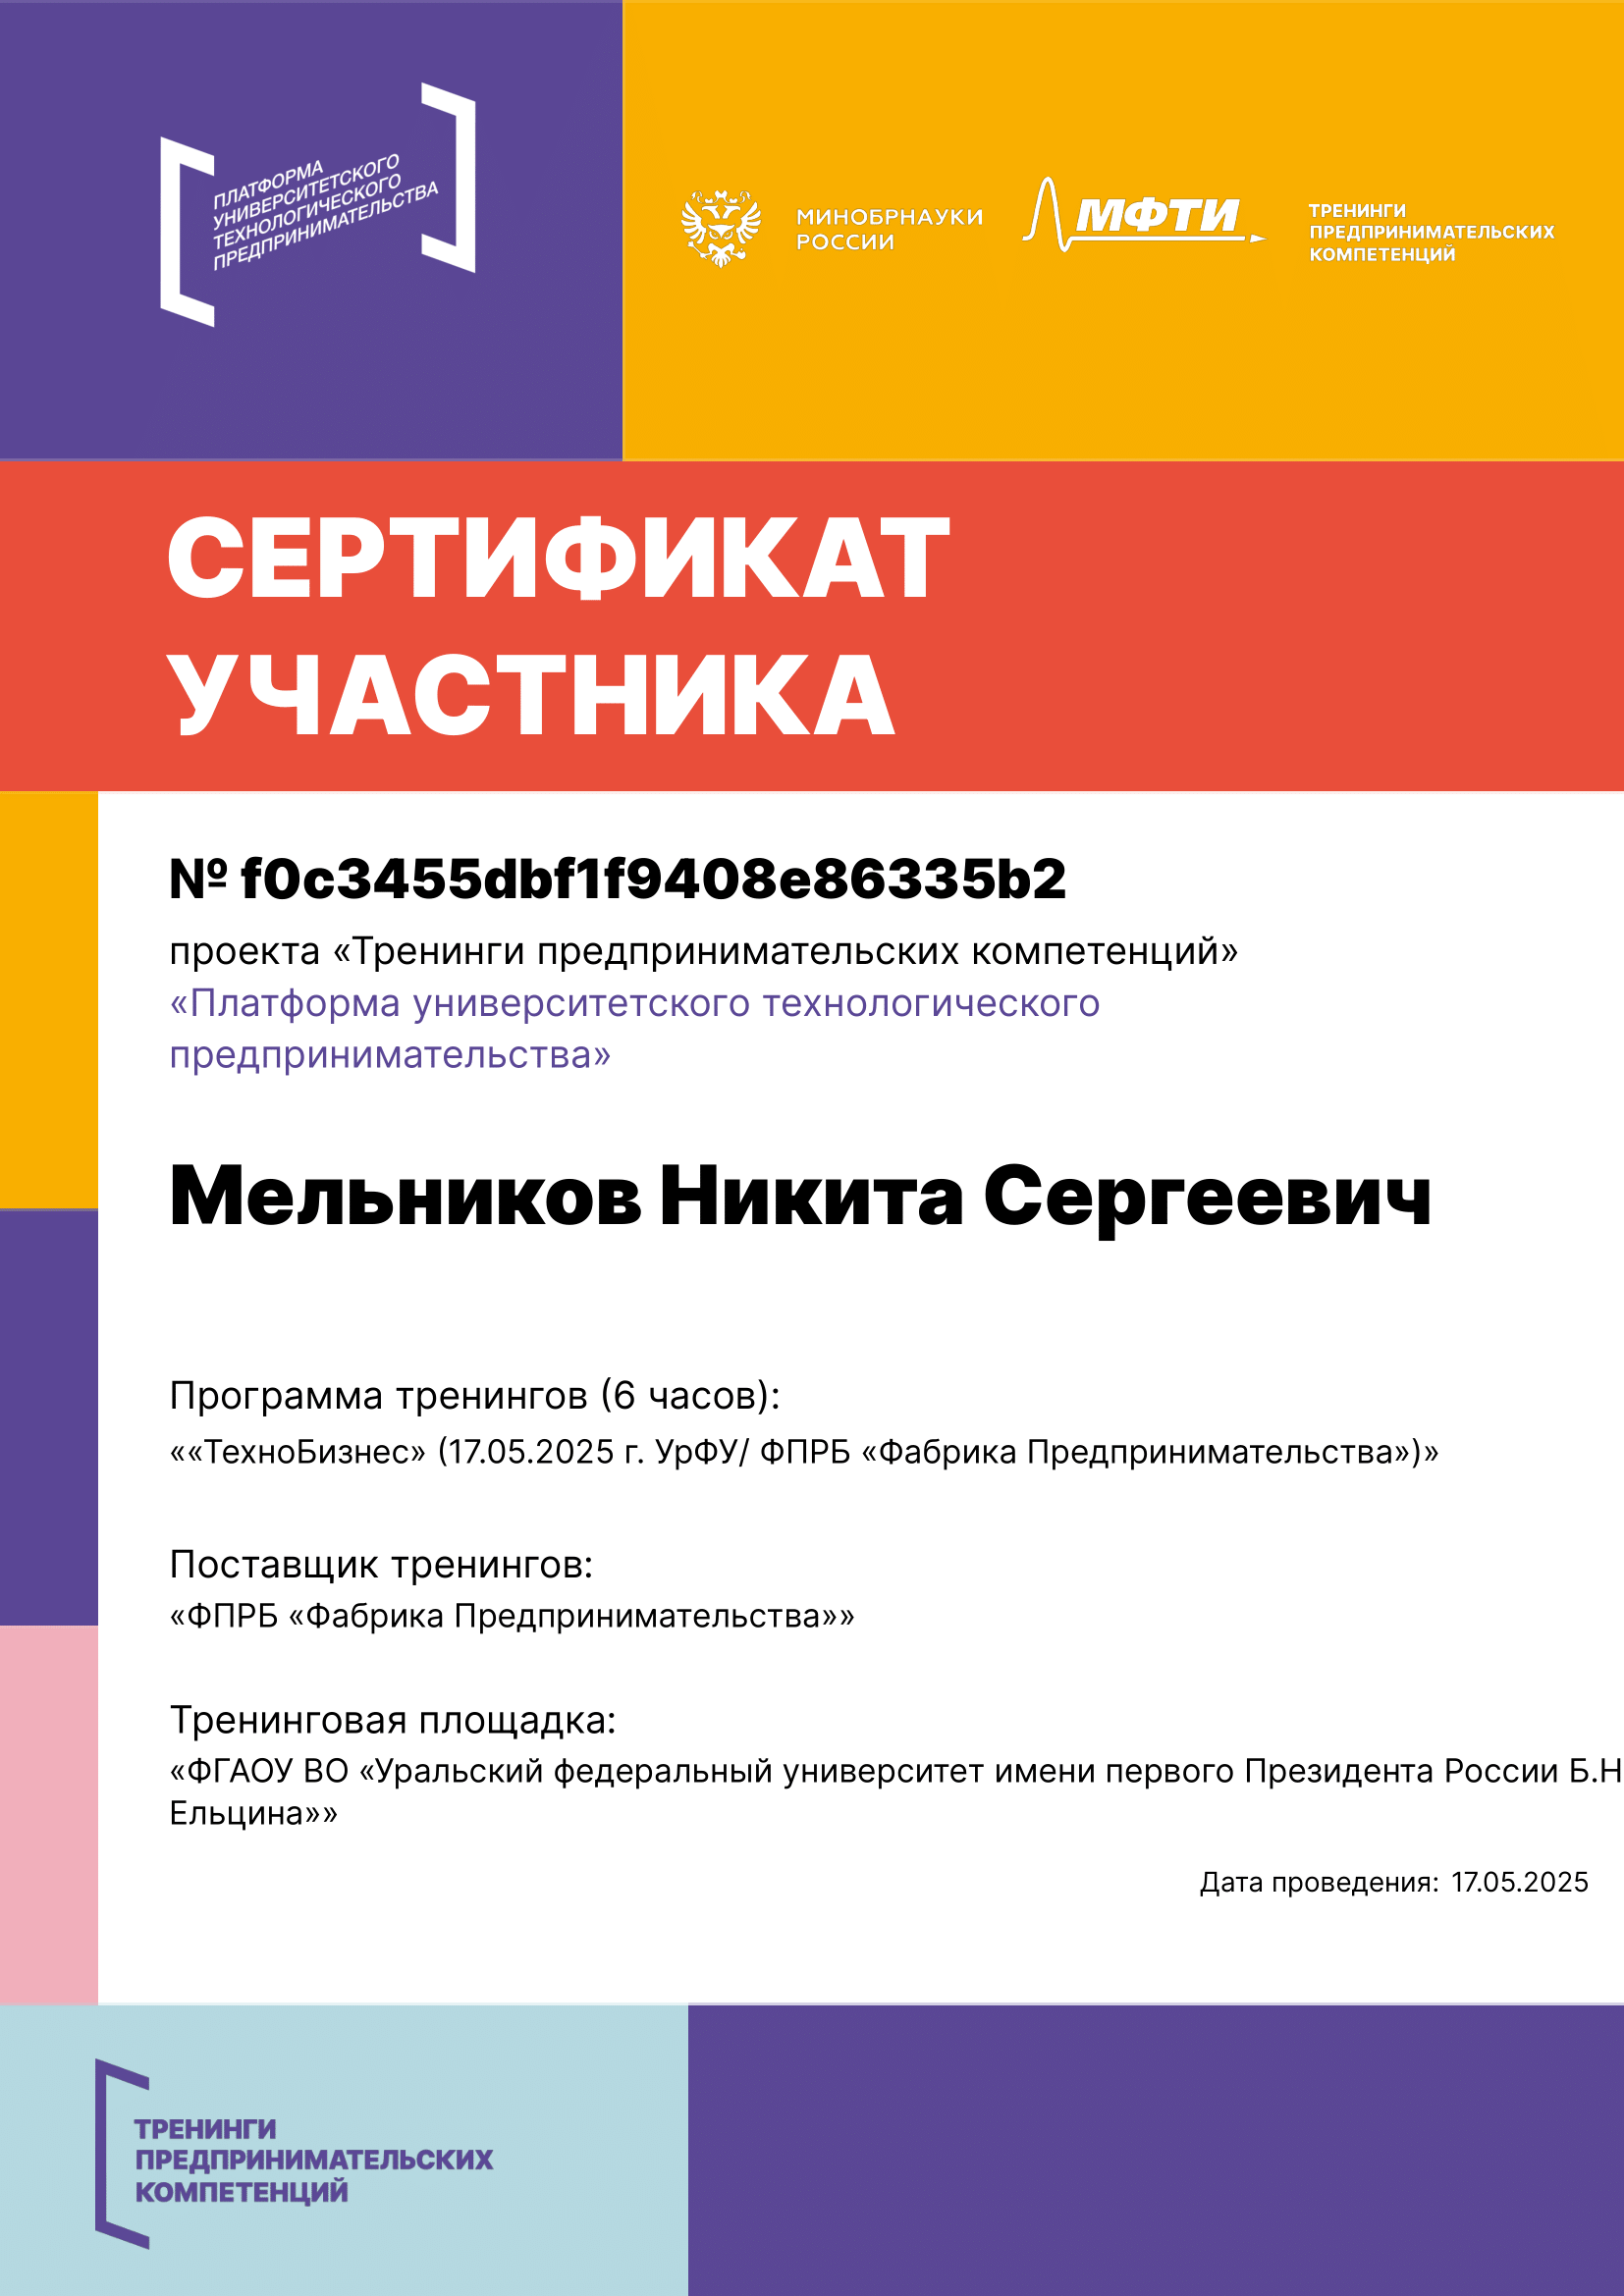 ПЛАТФОРМА
УНИВЕРСИТЕТСКОГО
ТЕХНОЛОГИЧЕСКОГО
ПРЕДПРИНИМАТЕЛЬСТВА
МИНОБРНАУКИ
РОССИИ
МФТИ
ТРЕНИНГИ
ПРЕДПРИНИМАТЕЛЬСКИХ
КОМПЕТЕНЦИЙ
СЕРТИФИКАТ
УЧАСТНИКА
№ f0c3455dbf1f9408e86335b2
проекта «Тренинги предпринимательских компетенций»
«Платформа университетского технологического
предпринимательства»
Мельников Никита Сергеевич
Программа тренингов (6 часов):
««ТехноБизнес» (17.05.2025 г. УрФУ/ ФПРБ «Фабрика Предпринимательства»)»
Поставщик тренингов:
«ФПРБ «Фабрика Предпринимательства»»
Тренинговая площадка:
«ФГАОУ ВО «Уральский федеральный университет имени первого Президента России Б.Н
Ельцина»»
Дата проведения: 17.05.2025
ТРЕНИНГИ
ПРЕДПРИНИМАТЕЛЬСКИХ
КОМПЕТЕНЦИЙ